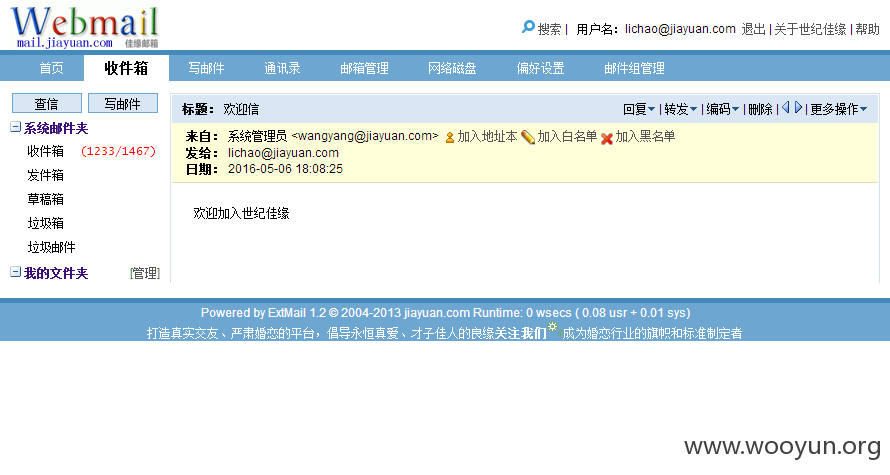 Webmail
mail.jiayuan.com 佳缘邮箱
搜索 | 用户名：lichao@jiayuan.com 退出 | 关于世纪佳缘 | 帮助
首页 收件箱 写邮件 通讯录 邮箱管理 网络磁盘 偏好设置 邮件组管理
查信 写邮件
系统邮件夹
收件箱 (1233/1467)
发件箱
草稿箱
垃圾箱
垃圾邮件
我的文件夹 [管理]
标题： 欢迎信 回复 | 转发 | 编码 | 删除 | | 更多操作
来自： 系统管理员 <wangyang@jiayuan.com> 加入地址本 加入白名单 加入黑名单
发给： lichao@jiayuan.com
日期： 2016-05-06 18:08:25
欢迎加入世纪佳缘
Powered by ExtMail 1.2 © 2004-2013 jiayuan.com Runtime: 0 wsecs ( 0.08 usr + 0.01 sys)
打造真实交友、严肃婚恋的平台，倡导永恒真爱、才子佳人的良缘关注我们 成为婚恋行业的旗帜和标准制定者
www.wooyun.org